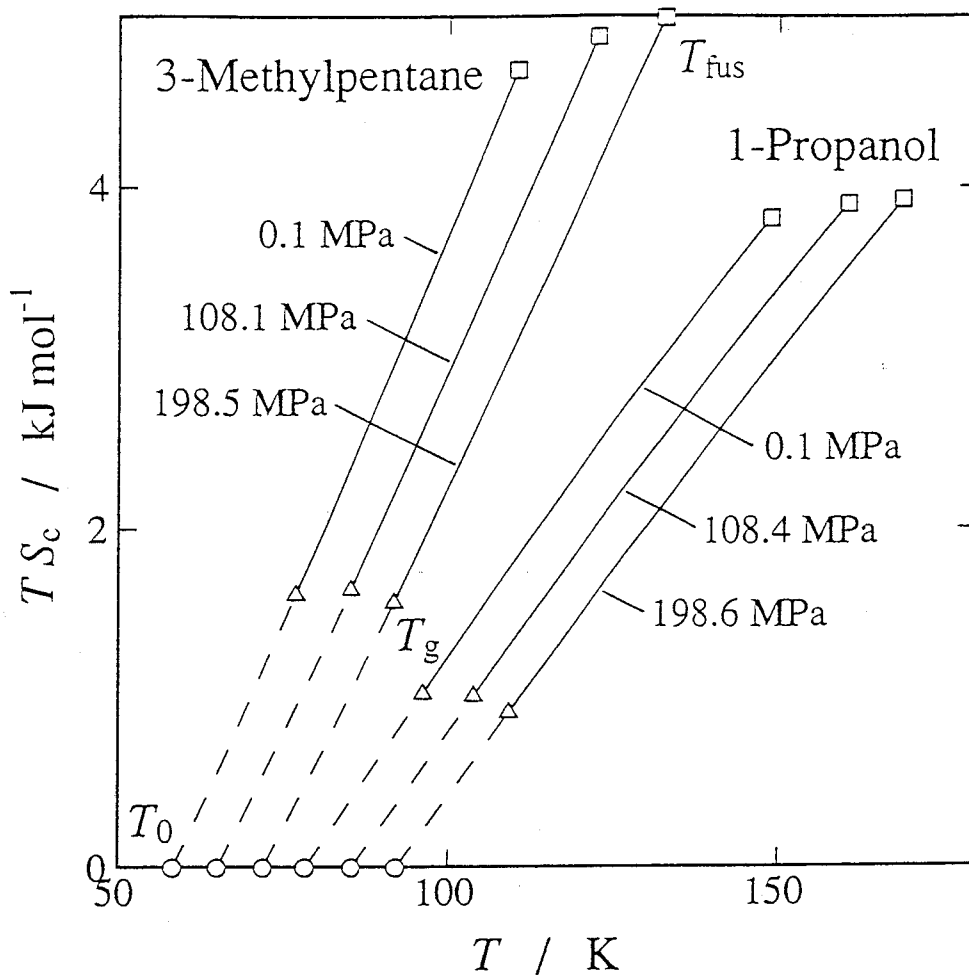 3-Methylpentane
T_fus
1-Propanol
4
0.1 MPa
108.1 MPa
198.5 MPa
0.1 MPa
108.4 MPa
198.6 MPa
2
T_g
T_0
0
50
100
150
T / K
T S_c / kJ mol⁻¹